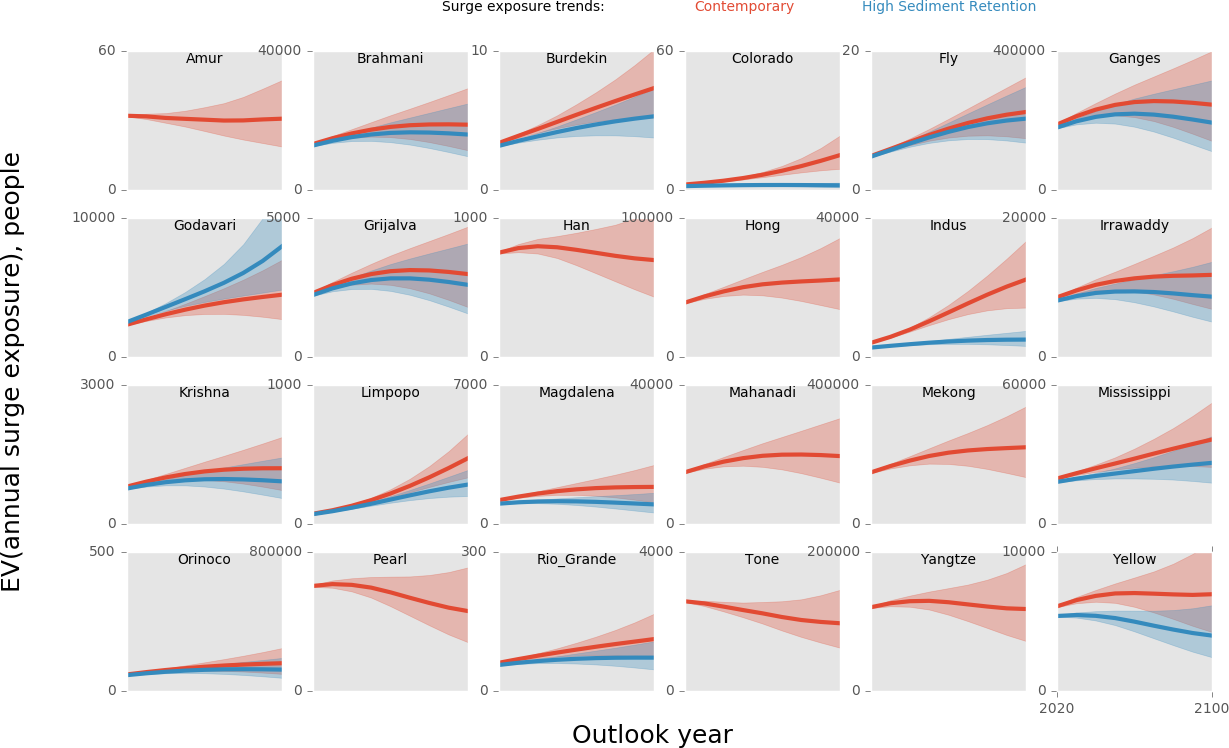 Surge exposure trends: Contemporary High Sediment Retention
60 40000 10 60 20 400000
Amur Brahmani Burdekin Colorado Fly Ganges
0 0 0 0 0 0
10000 5000 1000 100000 40000 20000
Godavari Grijalva Han Hong Indus Irrawaddy
0 0 0 0 0 0
3000 1000 7000 40000 400000 60000
Krishna Limpopo Magdalena Mahanadi Mekong Mississippi
0 0 0 0 0 0
500 800000 300 4000 200000 10000
Orinoco Pearl Rio_Grande Tone Yangtze Yellow
0 0 0 0 0 0
2020 2100
EV(annual surge exposure), people
Outlook year